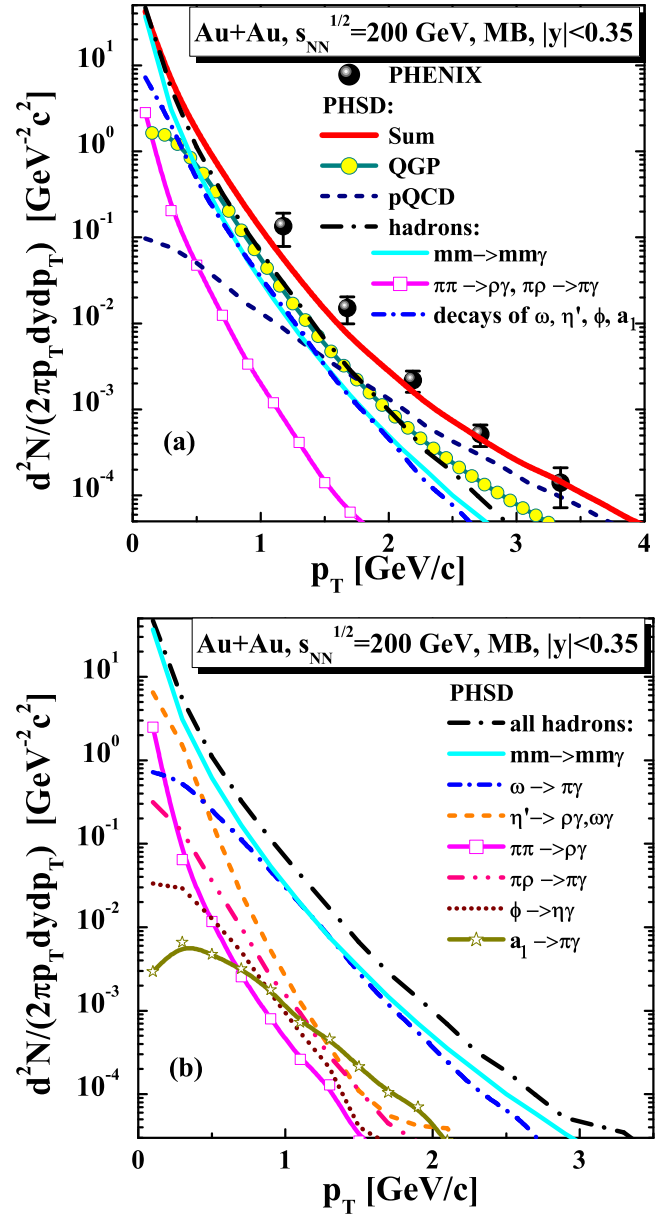 Au+Au, s_NN^1/2=200 GeV, MB, |y|<0.35
PHENIX
PHSD:
Sum
QGP
pQCD
hadrons:
mm->mmγ
ππ ->ργ, πρ ->πγ
decays of ω, η', ϕ, a_1
(a)
d²N/(2πp_T dydp_T) [GeV⁻²c²]
10¹
10⁰
10⁻¹
10⁻²
10⁻³
10⁻⁴
0 1 2 3 4
p_T [GeV/c]
Au+Au, s_NN^1/2=200 GeV, MB, |y|<0.35
PHSD
all hadrons:
mm->mmγ
ω -> πγ
η'-> ργ,ωγ
ππ ->ργ
πρ ->πγ
ϕ ->ηγ
a_1 ->πγ
(b)
d²N/(2πp_T dydp_T) [GeV⁻²c²]
10¹
10⁰
10⁻¹
10⁻²
10⁻³
10⁻⁴
0 1 2 3
p_T [GeV/c]